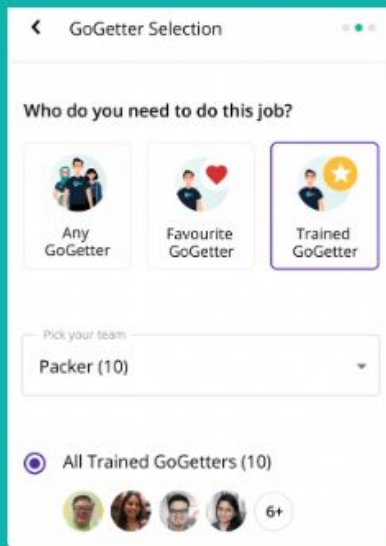 GoGetter Selection
Who do you need to do this job?
Any
GoGetter
Favourite
GoGetter
Trained
GoGetter
Pick your team
Packer (10)
All Trained GoGetters (10)
6+